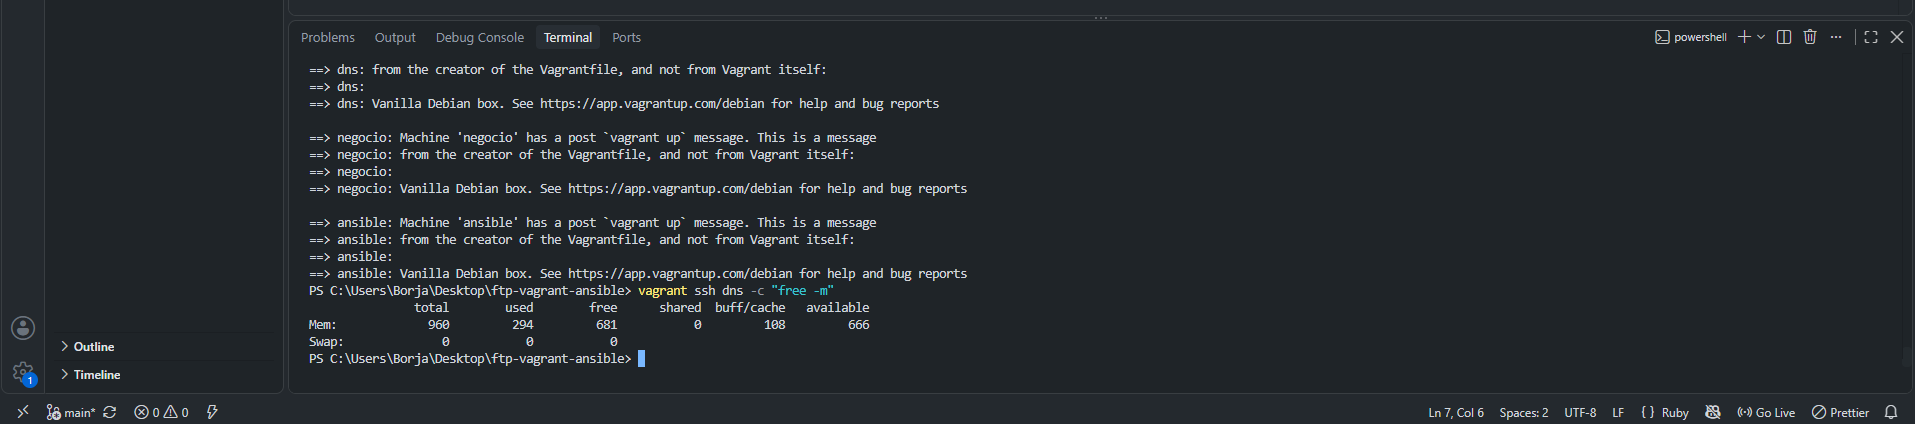 Problems Output Debug Console Terminal Ports powershell
==> dns: from the creator of the Vagrantfile, and not from Vagrant itself:
==> dns:
==> dns: Vanilla Debian box. See https://app.vagrantup.com/debian for help and bug reports
==> negocio: Machine 'negocio' has a post `vagrant up` message. This is a message
==> negocio: from the creator of the Vagrantfile, and not from Vagrant itself:
==> negocio:
==> negocio: Vanilla Debian box. See https://app.vagrantup.com/debian for help and bug reports
==> ansible: Machine 'ansible' has a post `vagrant up` message. This is a message
==> ansible: from the creator of the Vagrantfile, and not from Vagrant itself:
==> ansible:
==> ansible: Vanilla Debian box. See https://app.vagrantup.com/debian for help and bug reports
PS C:\Users\Borja\Desktop\ftp-vagrant-ansible> vagrant ssh dns -c "free -m"
total used free shared buff/cache available
Mem: 960 294 681 0 108 666
Swap: 0 0 0
PS C:\Users\Borja\Desktop\ftp-vagrant-ansible>
Outline
Timeline
1
main* 0 0 Ln 7, Col 6 Spaces: 2 UTF-8 LF { } Ruby Go Live Prettier